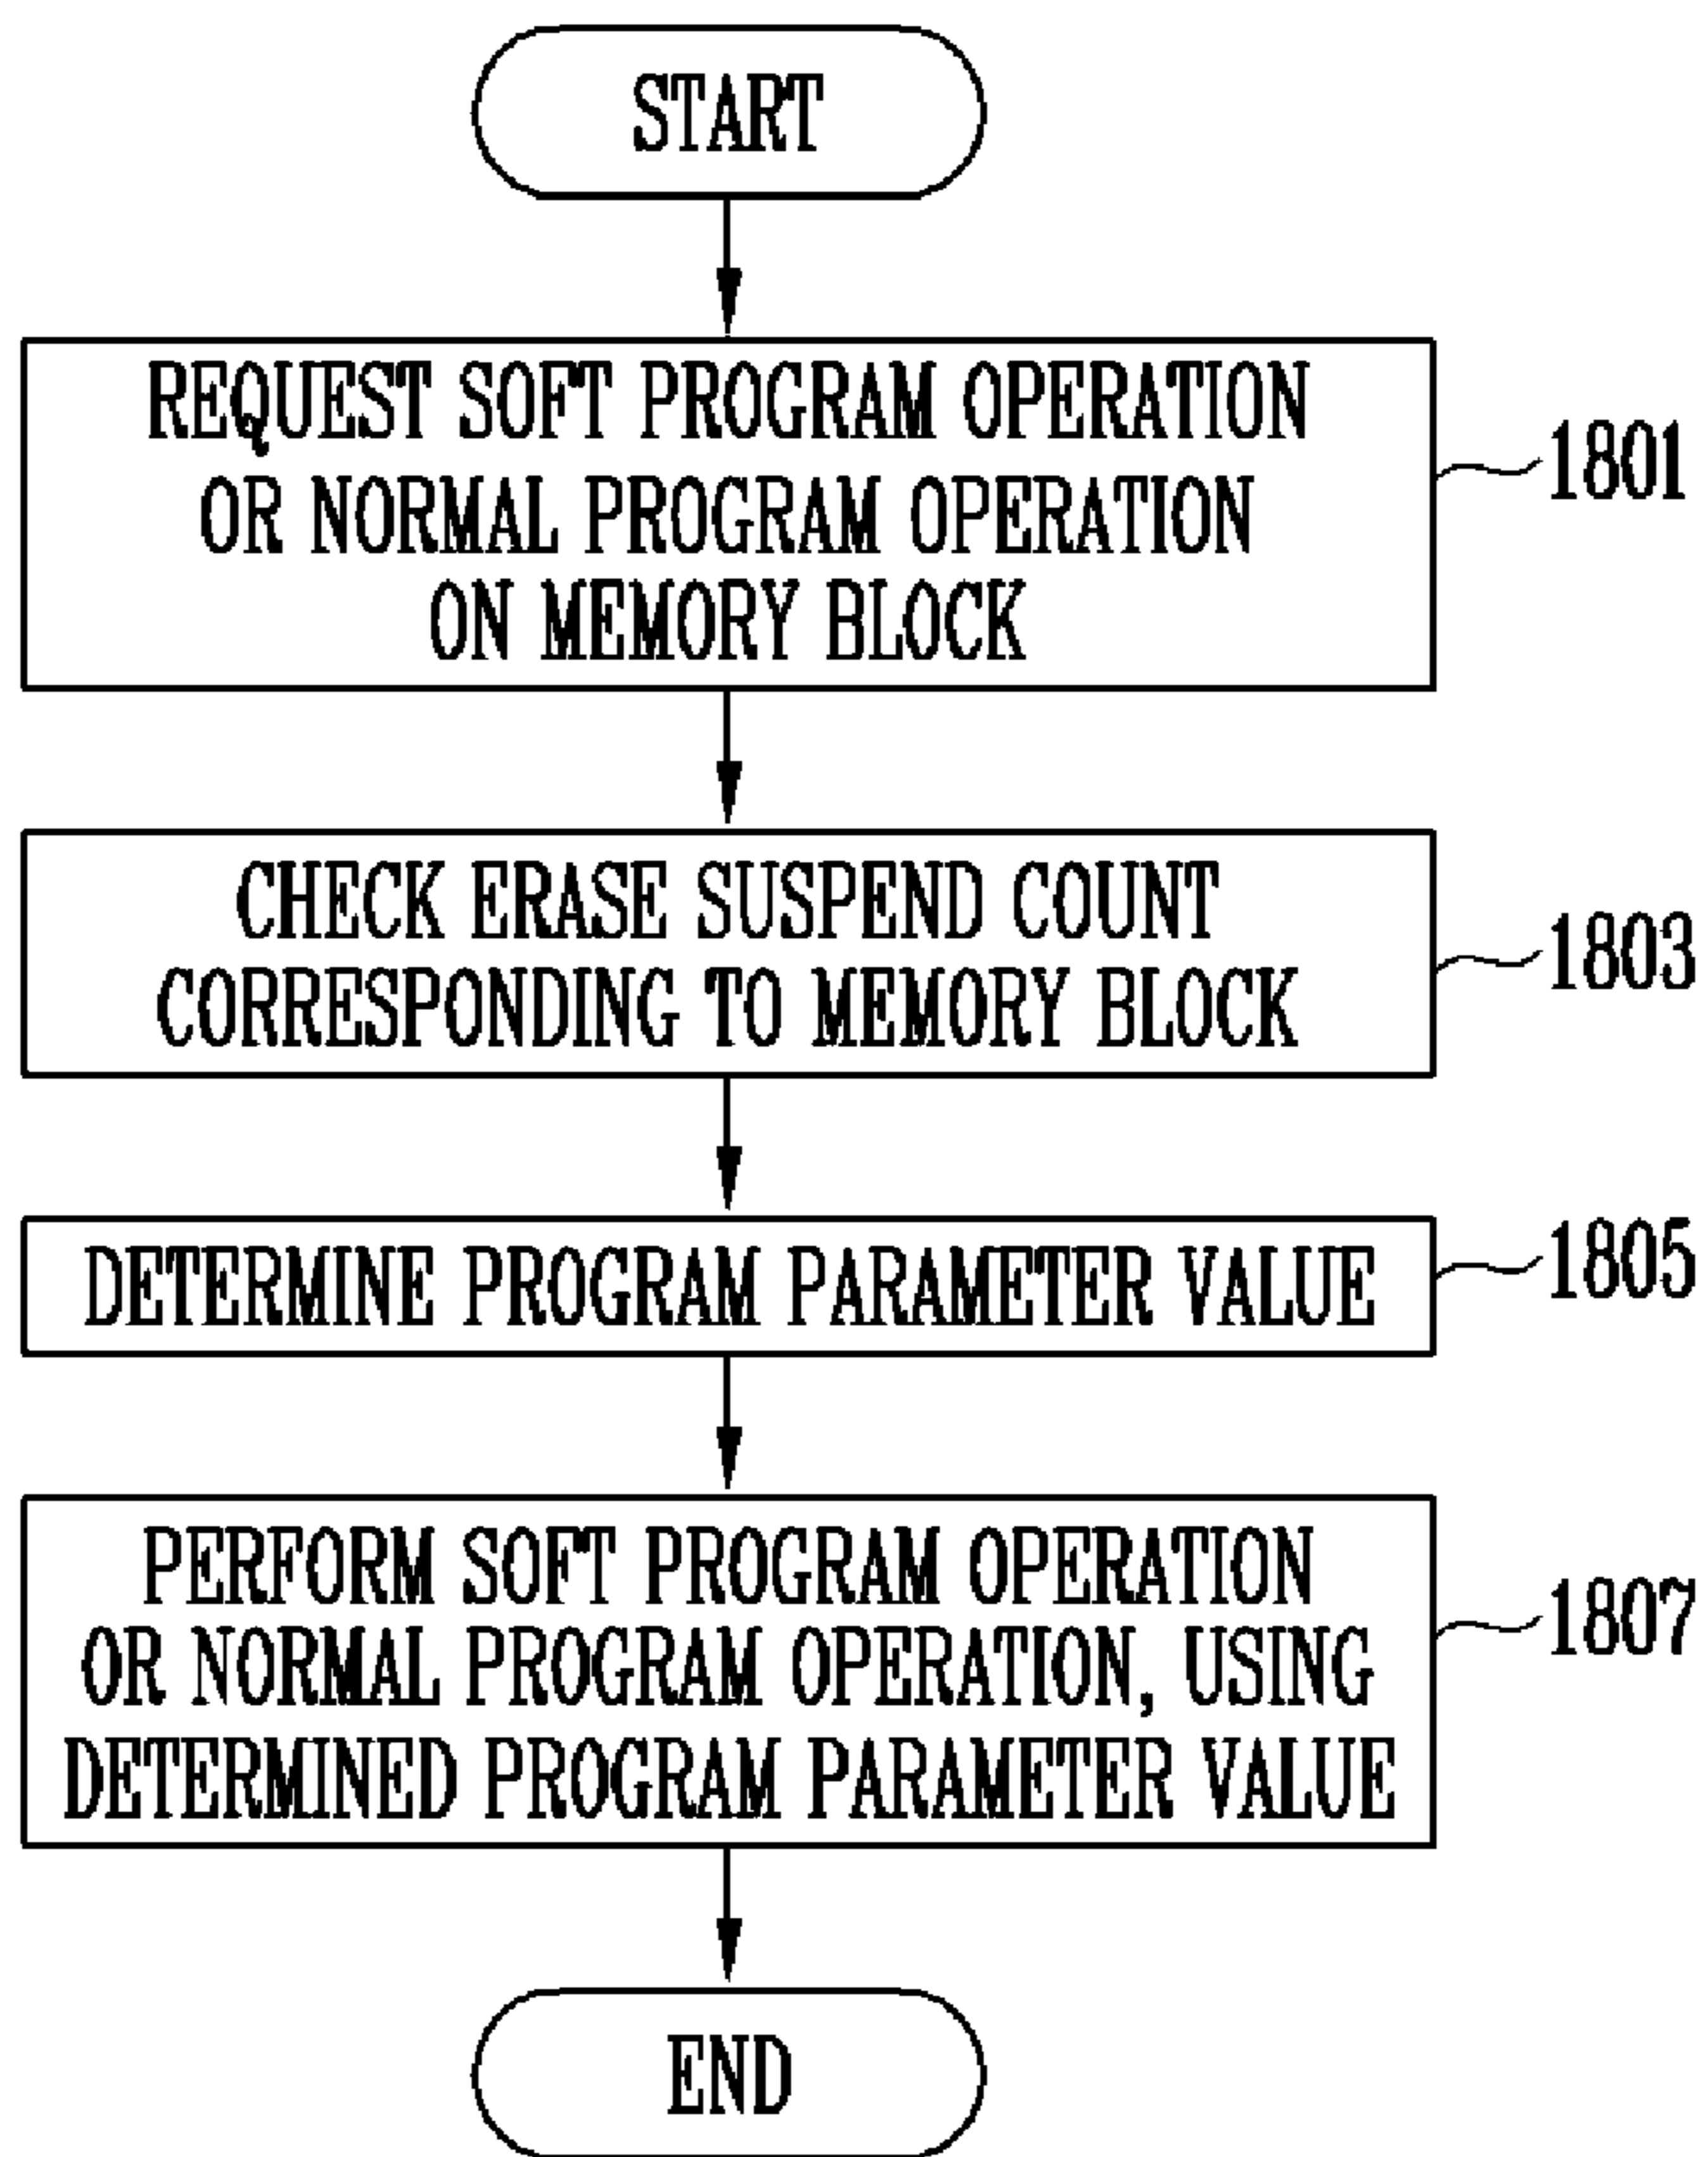 START
REQUEST SOFT PROGRAM OPERATION
OR NORMAL PROGRAM OPERATION
ON MEMORY BLOCK
1801
CHECK ERASE SUSPEND COUNT
CORRESPONDING TO MEMORY BLOCK
1803
DETERMINE PROGRAM PARAMETER VALUE
1805
PERFORM SOFT PROGRAM OPERATION
OR NORMAL PROGRAM OPERATION, USING
DETERMINED PROGRAM PARAMETER VALUE
1807
END